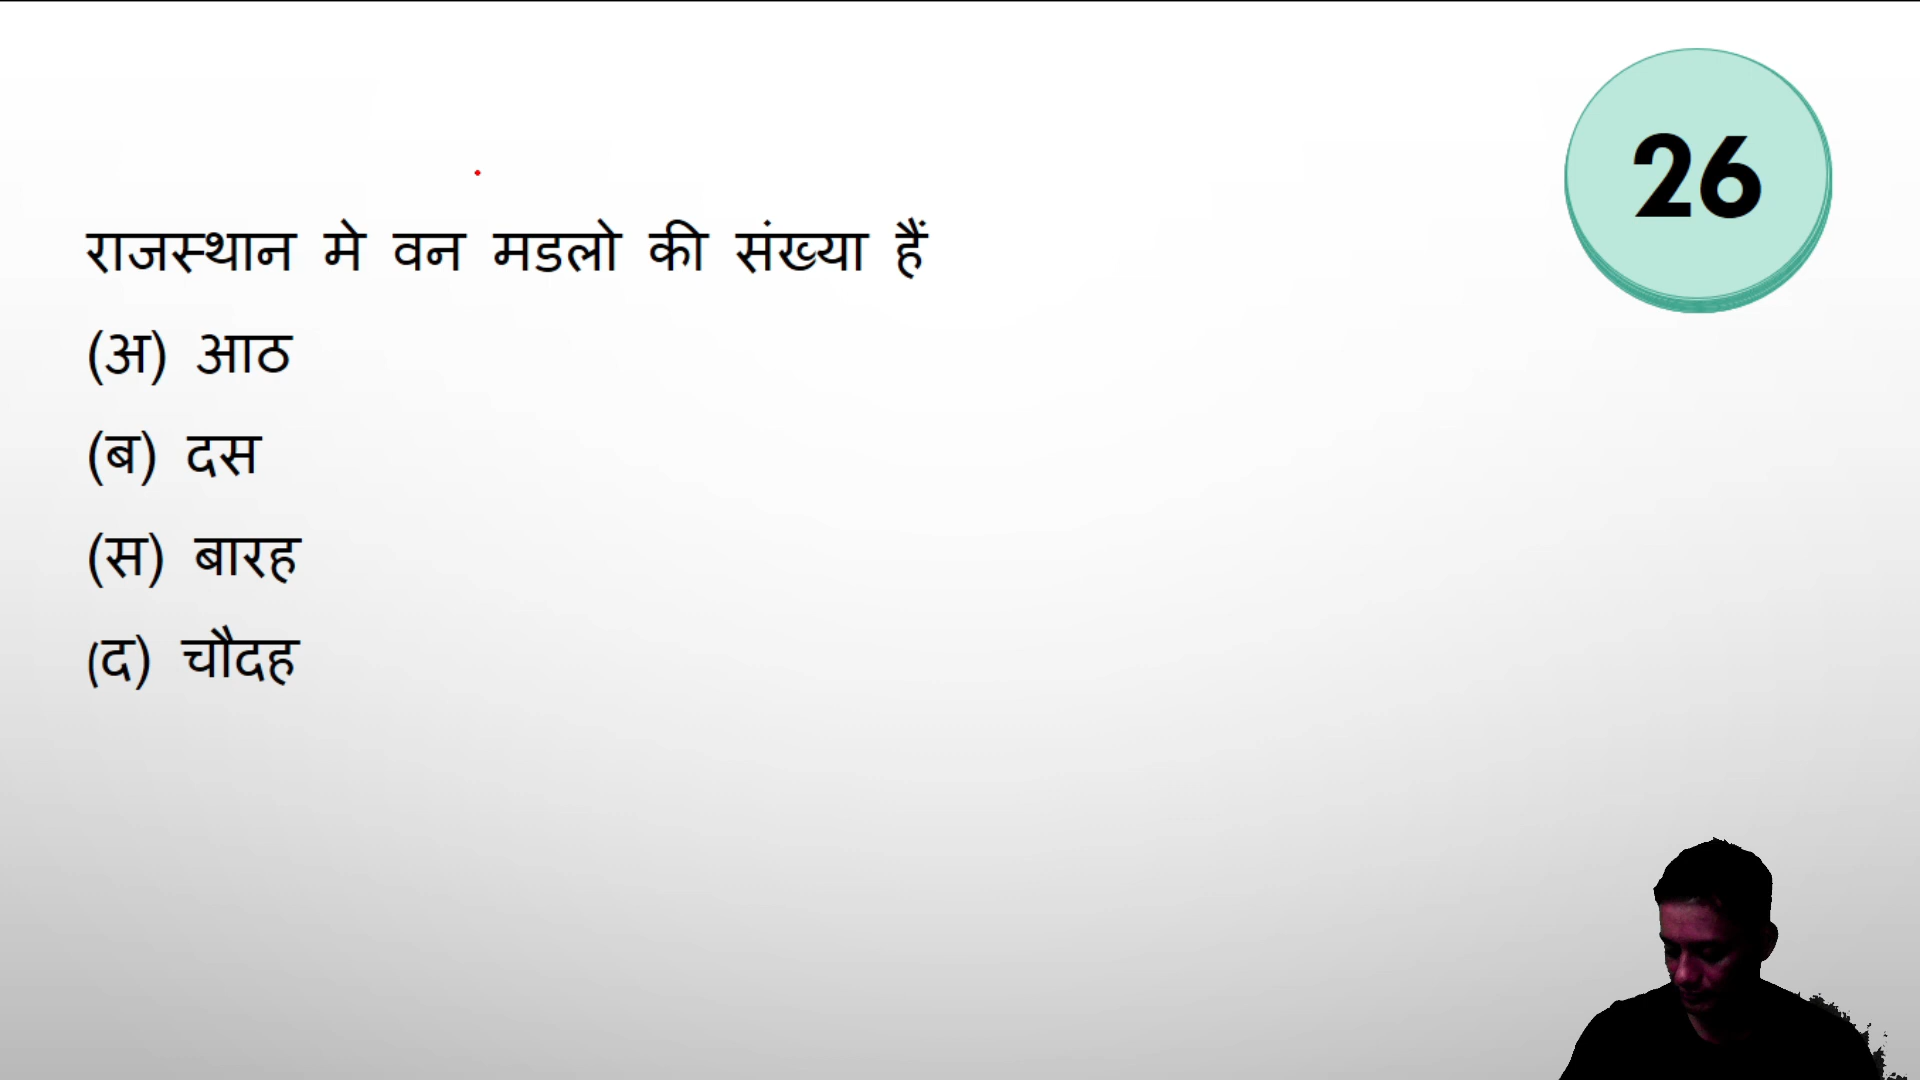 26
राजस्थान मे वन मडलो की संख्या हैं
(अ) आठ
(ब) दस
(स) बारह
(द) चौदह